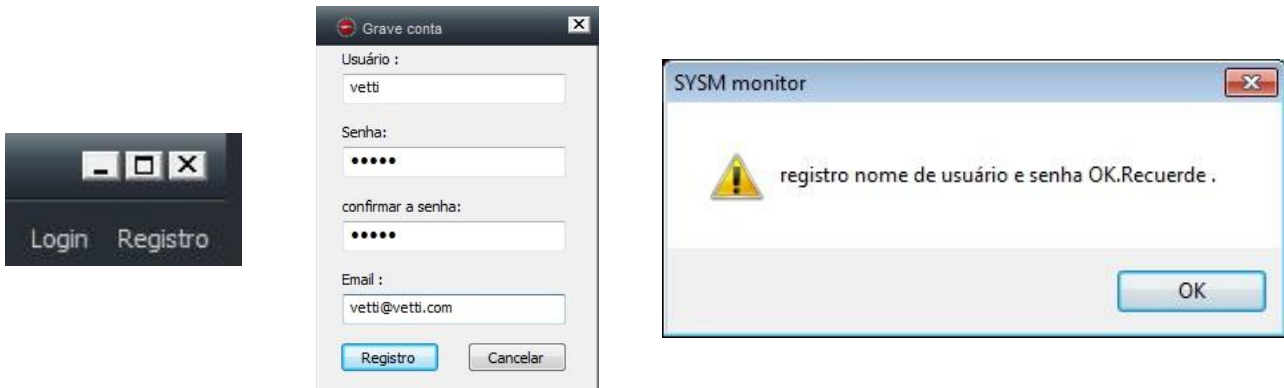 Login Registro
Grave conta
Usuário :
vetti
Senha:
•••••
confirmar a senha:
•••••
Email :
vetti@vetti.com
Registro Cancelar
SYSM monitor
registro nome de usuário e senha OK.Recuerde .
OK